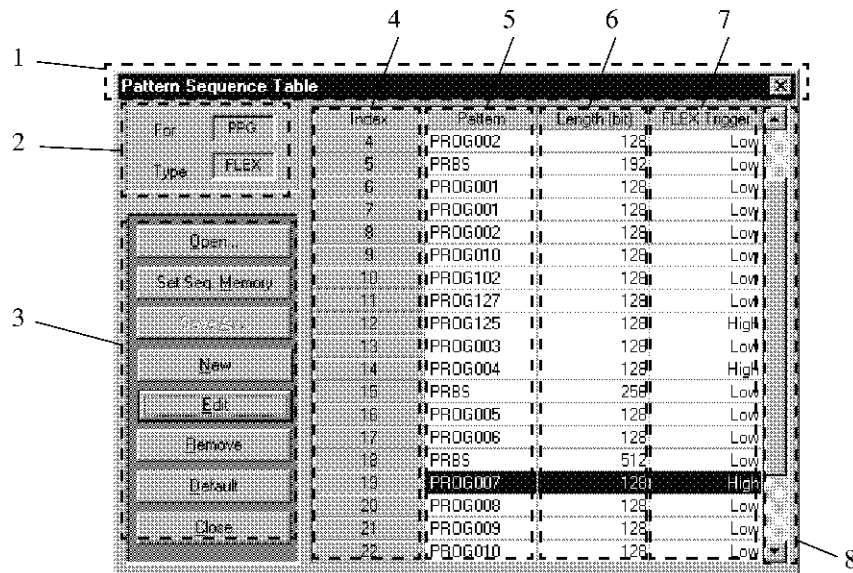 4 5 6 7
1
Pattern Sequence Table
2
For PPG
Type FLEX
3
Open...
Set Seq. Memory
New
Edit
Remove
Default
Close
Index Pattern Length (bit) FLEX Trigger
4 PROG002 128 Low
5 PRBS 192 Low
6 PROG001 128 Low
7 PROG001 128 Low
8 PROG002 128 Low
9 PROG010 128 Low
10 PROG102 128 Low
11 PROG127 128 Low
12 PROG125 128 High
13 PROG003 128 Low
14 PROG004 128 High
15 PRBS 256 Low
16 PROG005 128 Low
17 PROG006 128 Low
18 PRBS 512 Low
19 PROG007 128 High
20 PROG008 128 Low
21 PROG009 128 Low
22 PROG010 128 Low
8